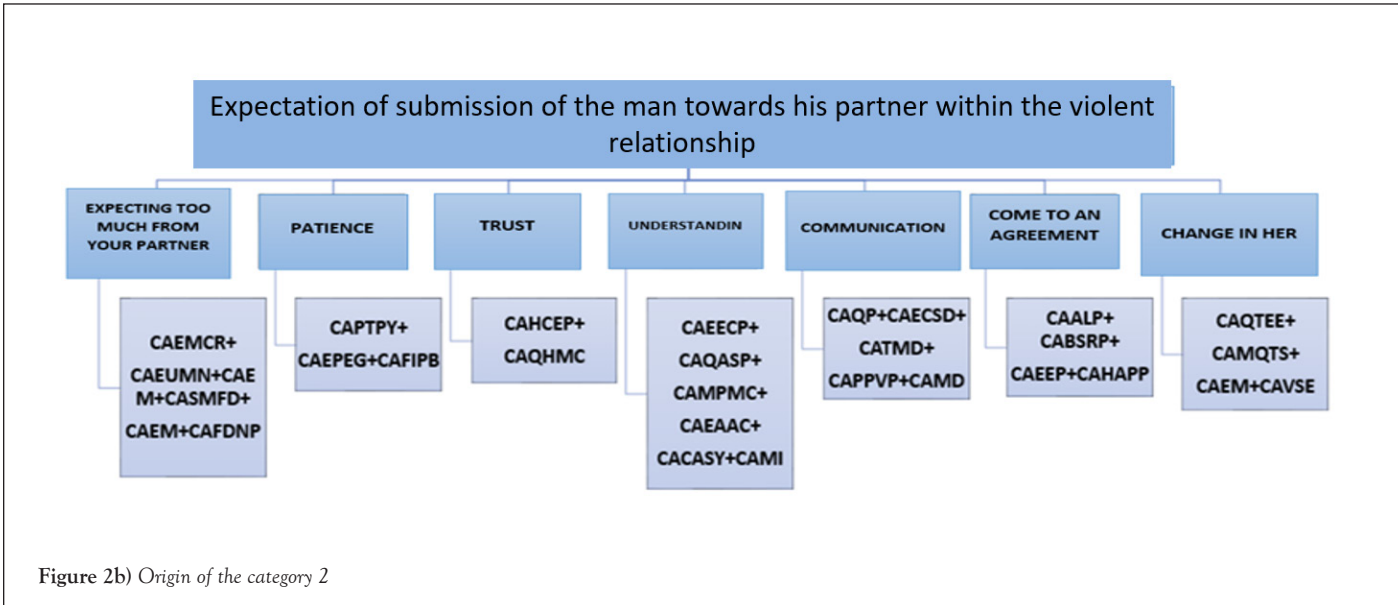 Expectation of submission of the man towards his partner within the violent
relationship
EXPECTING TOO
MUCH FROM
YOUR PARTNER
PATIENCE
TRUST
UNDERSTANDIN
COMMUNICATION
COME TO AN
AGREEMENT
CHANGE IN HER
CAEMCR+
CAEUMN+CAE
M+CASMFD+
CAEM+CAFDNP
CAPTPY+
CAEPEG+CAFIPB
CAHCEP+
CAQHMC
CAEECP+
CAQASP+
CAMPMC+
CAEAAC+
CACASY+CAMI
CAQP+CAECSD+
CATMD+
CAPPVP+CAMD
CAALP+
CABSRP+
CAEEP+CAHAPP
CAQTEE+
CAMQTS+
CAEM+CAVSE
Figure 2b) Origin of the category 2